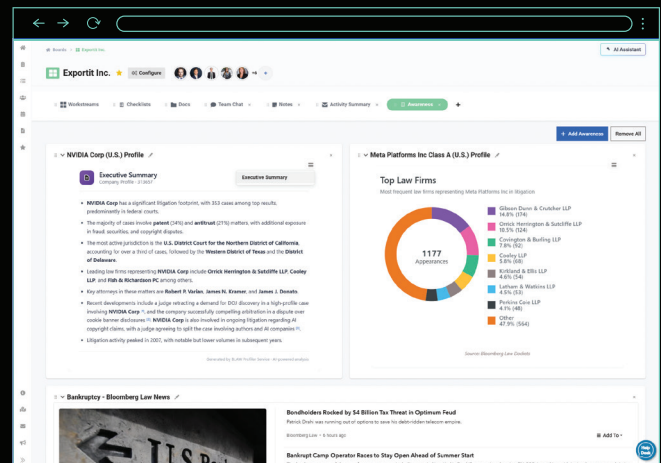 Boards > Exportit Inc.
AI Assistant
Exportit Inc. Configure +6 +
Workstreams Checklists Docs Team Chat Notes Activity Summary Awareness +
+ Add Awareness Remove All
NVIDIA Corp (U.S.) Profile
Executive Summary
Company Profile -
Executive Summary
• NVIDIA Corp has a significant litigation footprint, with 353 cases among top results,
predominantly in federal courts.
• The majority of cases involve patent (34%) and antitrust (21%) matters, with additional exposure
in fraud, securities, and copyright disputes.
• The most active jurisdiction is the U.S. District Court for the Northern District of California,
accounting for over a third of cases, followed by the Western District of Texas and the District
of Delaware.
• Leading law firms representing NVIDIA Corp include Orrick Herrington & Sutcliffe LLP, Cooley
LLP, and Fish & Richardson PC among others.
• Key attorneys in these matters are Robert P. Varian, James N. Kramer, and James J. Donato.
• Recent developments include a judge retracting a demand for DOJ discovery in a high-profile case
involving NVIDIA Corp, and the company successfully compelling arbitration in a dispute over
cookie banner disclosures. NVIDIA Corp is also involved in ongoing litigation regarding AI
copyright claims, with a judge agreeing to split the case involving authors and AI companies.
• Litigation activity peaked in 2007, with notable but lower volumes in subsequent years.
Meta Platforms Inc Class A (U.S.) Profile
Top Law Firms
Most frequent law firms representing Meta Platforms Inc in litigation
1177
Appearances
Gibson Dunn & Crutcher LLP
14.8% (174)
Orrick Herrington & Sutcliffe LLP
10.5% (124)
Covington & Burling LLP
7.8% (92)
Cooley LLP
5.8% (68)
Kirkland & Ellis LLP
4.6% (54)
Latham & Watkins LLP
4.5% (53)
Perkins Coie LLP
4.1% (48)
Other
47.9% (564)
Source: Bloomberg Law Dockets
Bankruptcy - Bloomberg Law News
U.S. B
Bondholders Rocked by $4 Billion Tax Threat in Optimum Feud
Patrick Drahi was running out of options to save his debt-ridden telecom empire.
Bloomberg Law • 6 hours ago
Add To
Bankrupt Camp Operator Races to Stay Open Ahead of Summer Start
Help
Desk